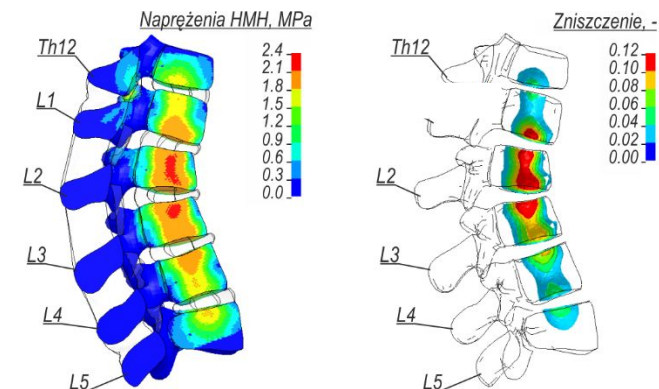 Naprężenia HMH, MPa
2.4
2.1
1.8
1.5
1.2
0.9
0.6
0.3
0.0
Th12
L1
L2
L3
L4
L5
Zniszczenie, -
0.12
0.10
0.08
0.06
0.04
0.02
0.00
Th12
L2
L3
L4
L5